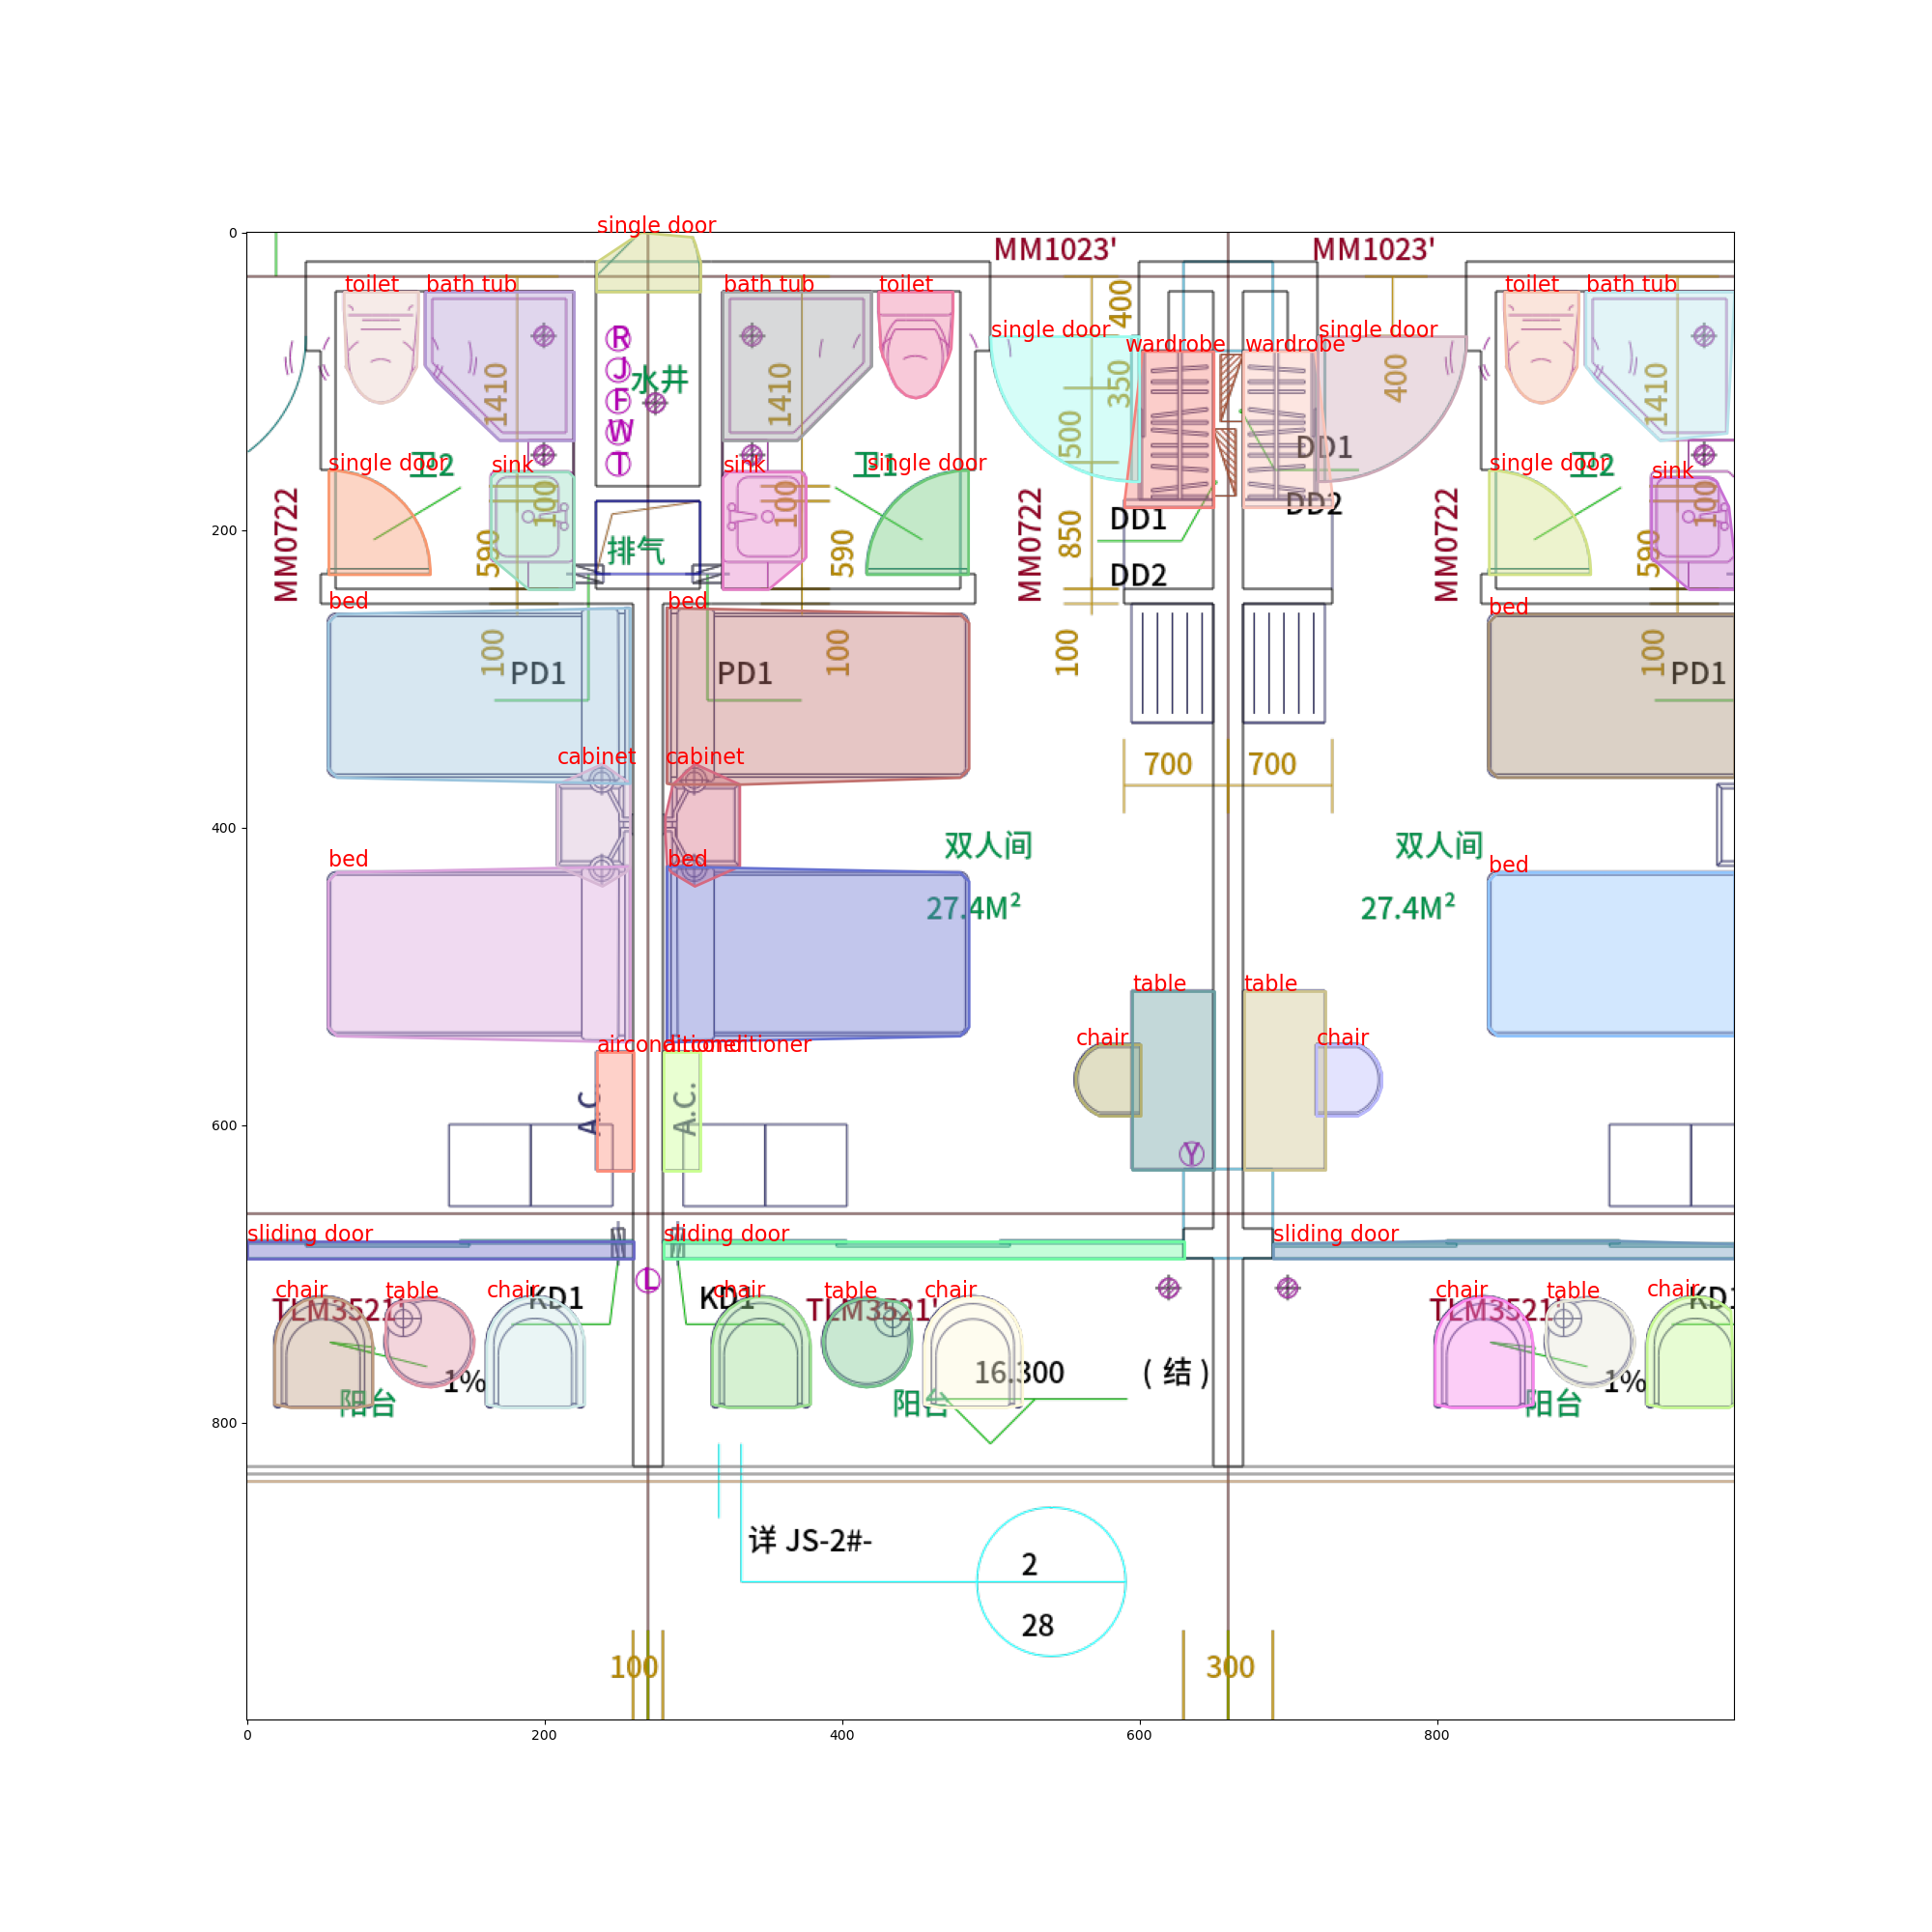 single door
0
MM1023'
MM1023'
toilet
bath tub
bath tub
toilet
toilet
bath tub
400
single door
single door
wardrobe
wardrobe
R
J
F
W
T
水井
1410
1410
350
400
1410
500
DD1
single door
卫2
sink
sink
卫1
single door
single door
卫2
sink
100
100
100
DD2
DD1
MM0722
MM0722
MM0722
200
590
排气
590
850
590
DD2
bed
bed
bed
100
PD1
PD1
100
100
100
PD1
cabinet
cabinet
700
700
400
双人间
双人间
bed
bed
bed
27.4M²
27.4M²
table
table
chair
chair
airconditioner
airconditioner
A.C.
A.C.
600
Y
sliding door
sliding door
sliding door
L
chair
table
chair
KD1
KD1
chair
table
chair
chair
table
chair
KD1
TLM3521'
TLM3521'
TLM3521'
1%
16.300
(结)
1%
阳台
阳台
阳台
800
详 JS-2#-
2
28
100
300
0
200
400
600
800